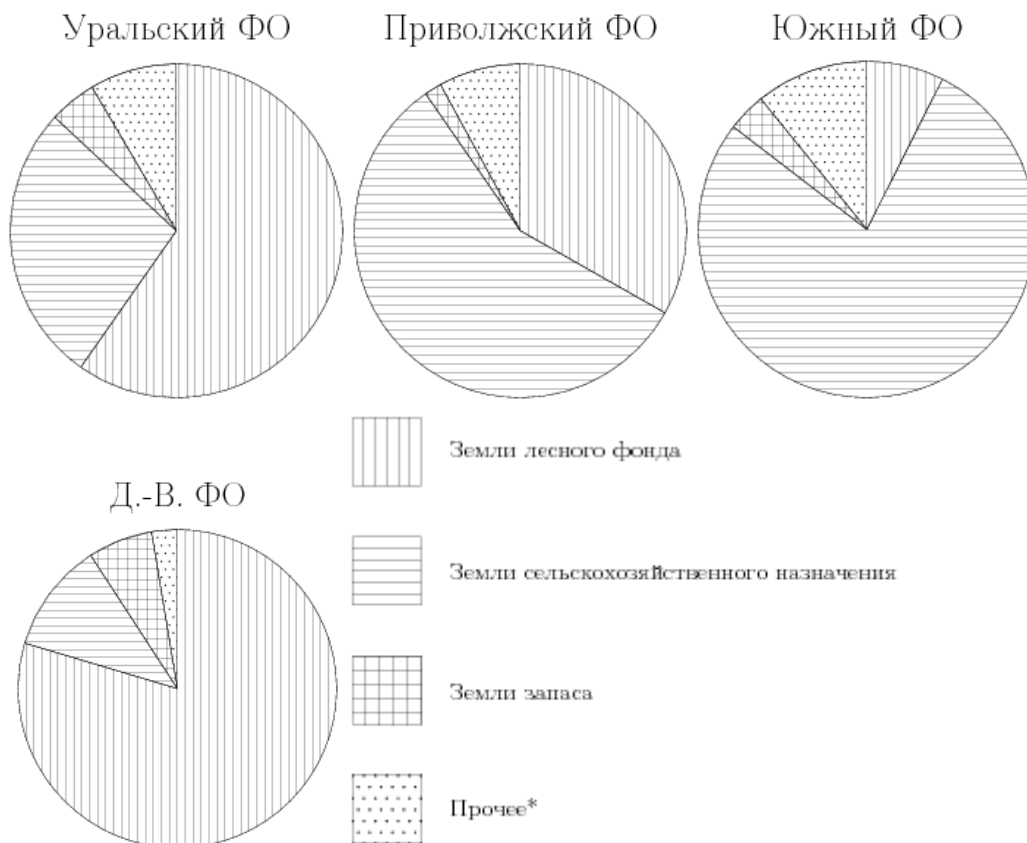 Уральский ФО
Приволжский ФО
Южный ФО
Земли лесного фонда
Д.-В. ФО
Земли сельскохозяйственного назначения
Земли запаса
Прочее*